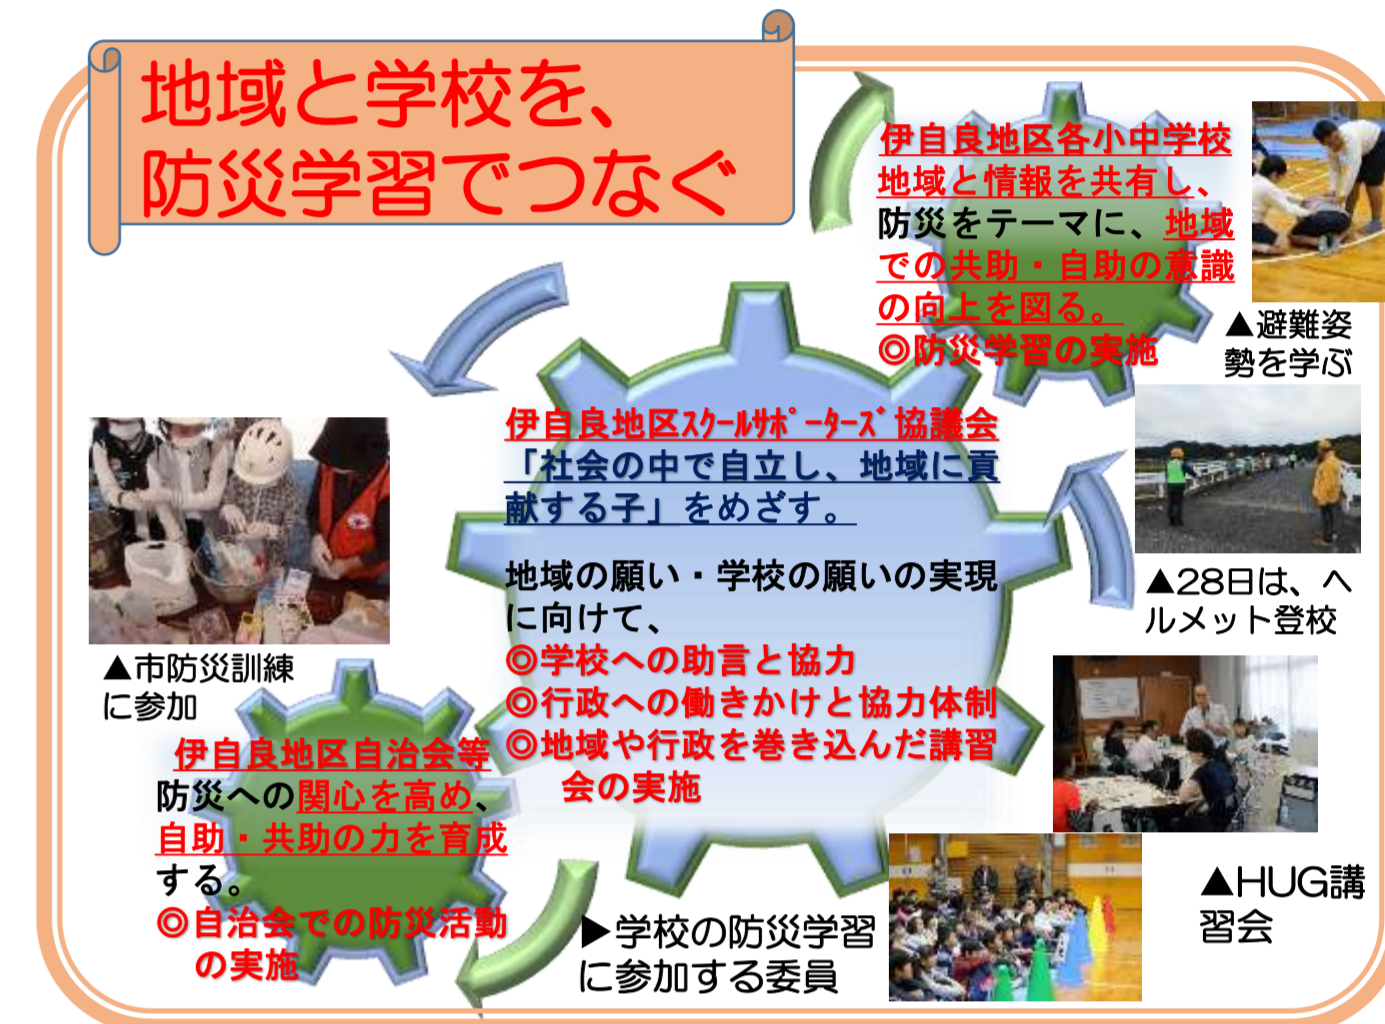 地域と学校を、
防災学習でつなぐ
伊自良地区各小中学校
地域と情報を共有し、
防災をテーマに、地域
での共助・自助の意識
の向上を図る。
◎防災学習の実施
▲避難姿
勢を学ぶ
伊自良地区スクールサポーターズ協議会
「社会の中で自立し、地域に貢
献する子」をめざす。
地域の願い・学校の願いの実現
に向けて、
◎学校への助言と協力
◎行政への働きかけと協力体制
◎地域や行政を巻き込んだ講習
会の実施
▲28日は、ヘ
ルメット登校
▲市防災訓練
に参加
伊自良地区自治会等
防災への関心を高め、
自助・共助の力を育成
する。
◎自治会での防災活動
の実施
▲HUG講
習会
▶学校の防災学習
に参加する委員